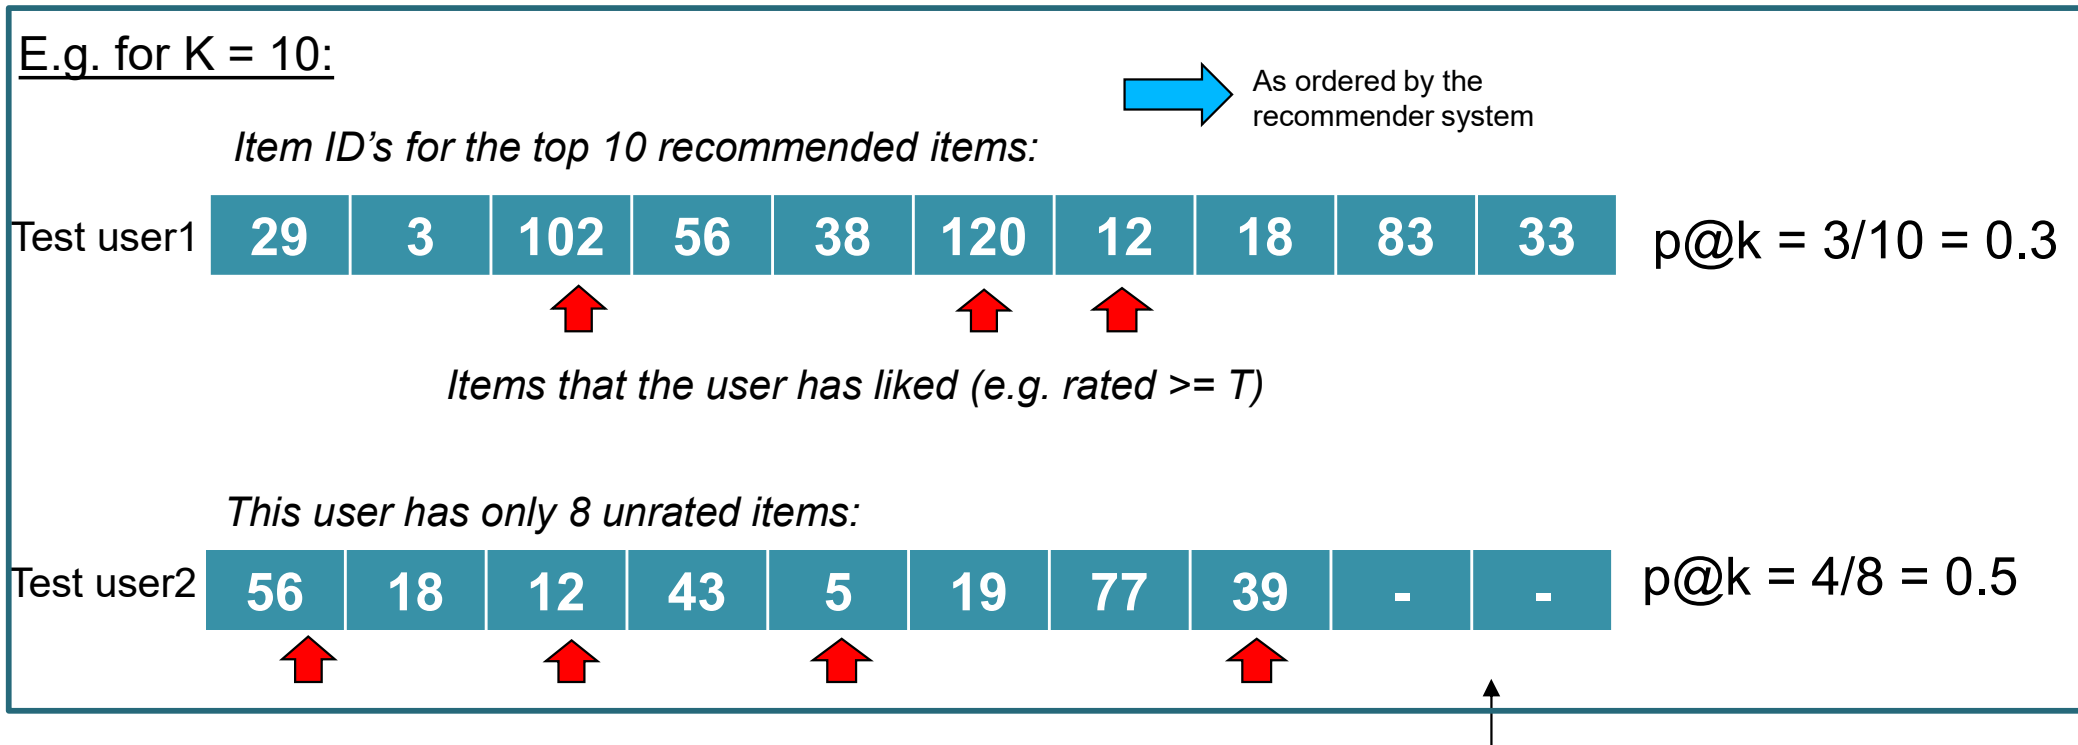 E.g. for K = 10:
As ordered by the
recommender system
Item ID’s for the top 10 recommended items:
Test user1 29 3 102 56 38 120 12 18 83 33 p@k = 3/10 = 0.3
Items that the user has liked (e.g. rated >= T)
This user has only 8 unrated items:
Test user2 56 18 12 43 5 19 77 39 - - p@k = 4/8 = 0.5